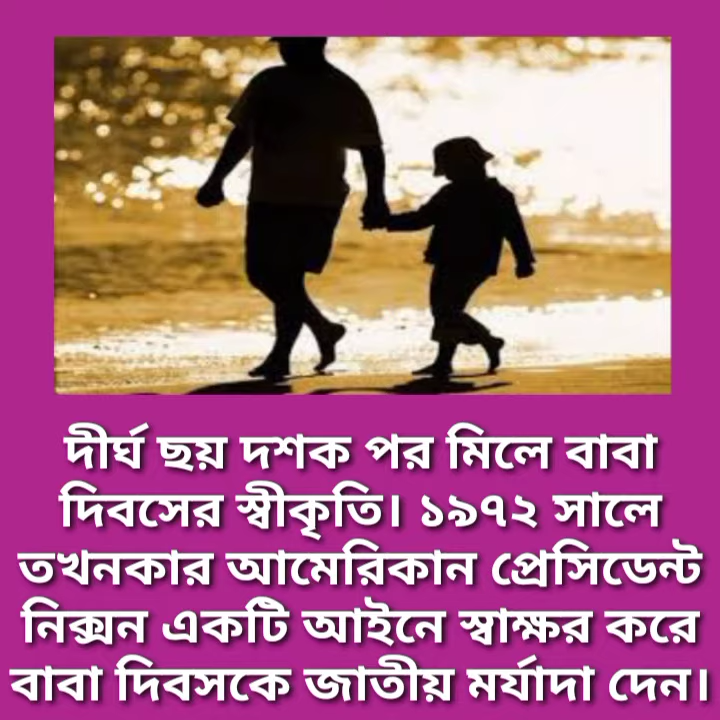 দীর্ঘ ছয় দশক পর মিলে বাবা
দিবসের স্বীকৃতি। ১৯৭২ সালে
তখনকার আমেরিকান প্রেসিডেন্ট
নিক্সন একটি আইনে স্বাক্ষর করে
বাবা দিবসকে জাতীয় মর্যাদা দেন।